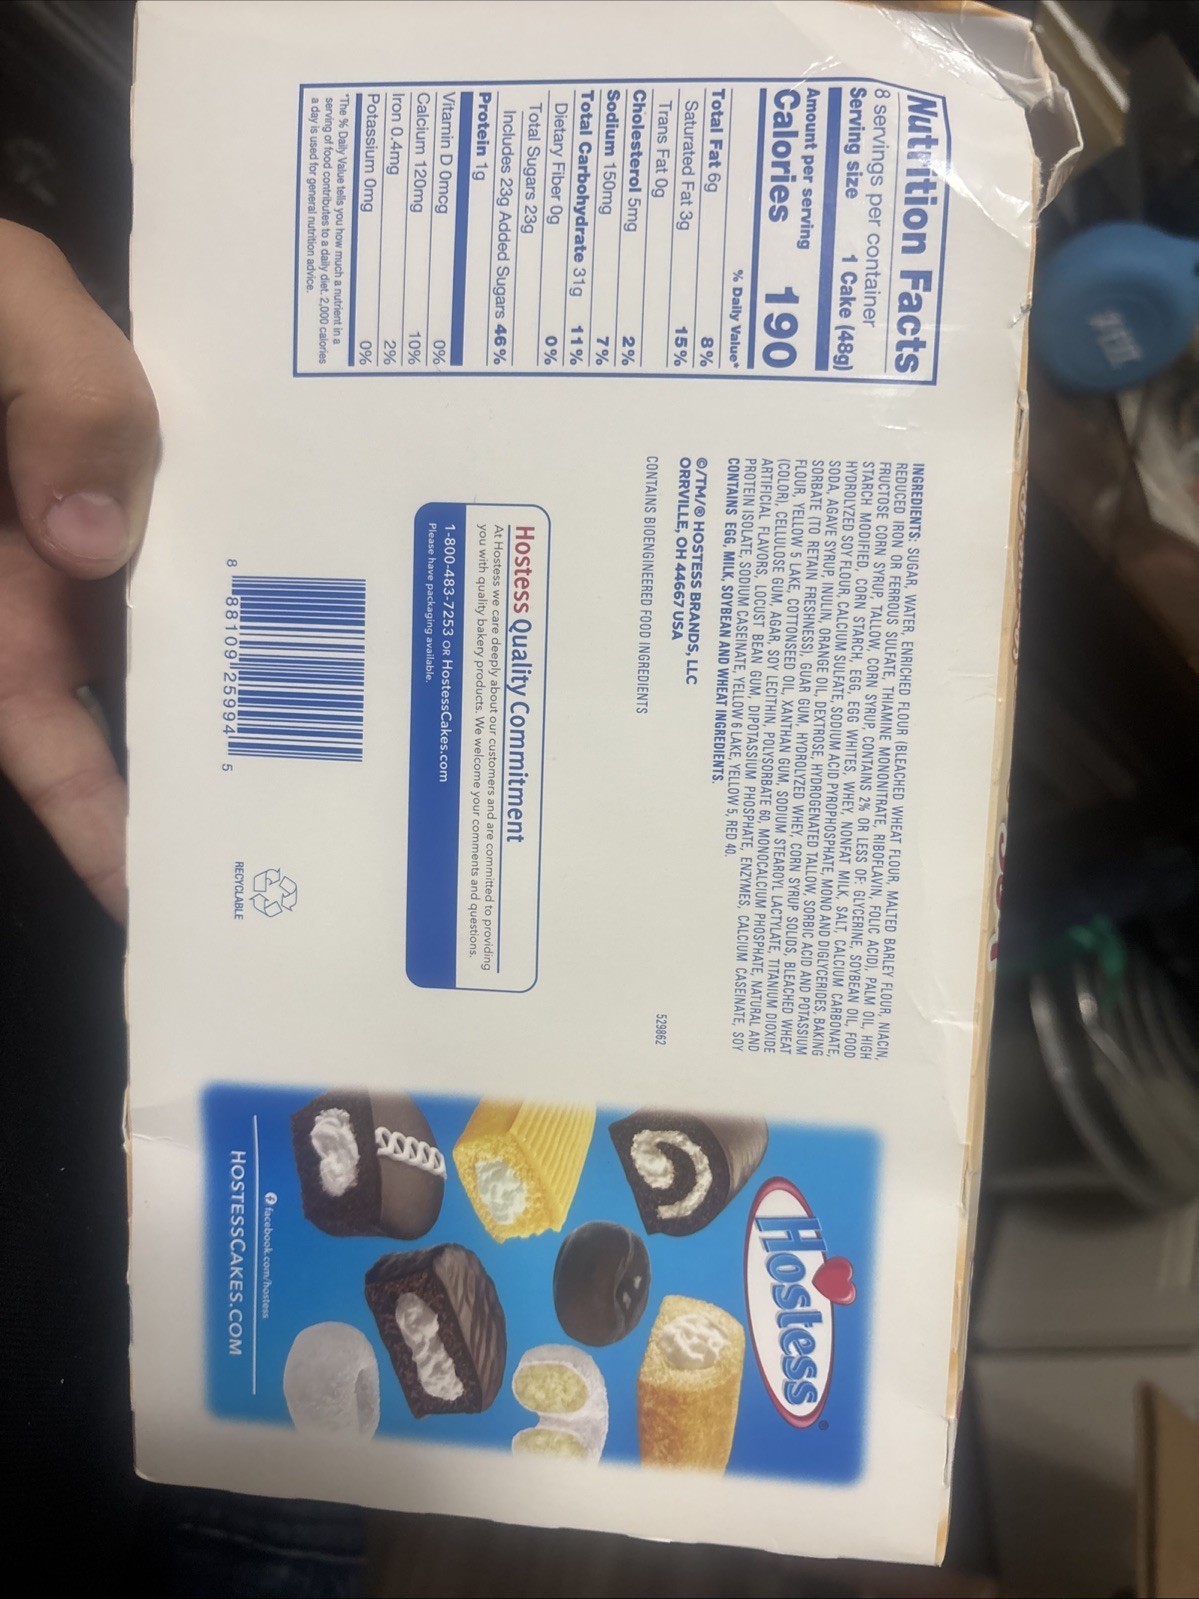 Nutrition Facts
8 servings per container
Serving size 1 Cake (48g)
Amount per serving
Calories 190
% Daily Value*
Total Fat 6g 8%
Saturated Fat 3g 15%
Trans Fat 0g
Cholesterol 5mg 2%
Sodium 150mg 7%
Total Carbohydrate 31g 11%
Dietary Fiber 0g 0%
Total Sugars 23g
Includes 23g Added Sugars 46%
Protein 1g
Vitamin D 0mcg 0%
Calcium 120mg 10%
Iron 0.4mg 2%
Potassium 0mg 0%
*The % Daily Value tells you how much a nutrient in a
serving of food contributes to a daily diet. 2,000 calories
a day is used for general nutrition advice.
INGREDIENTS: SUGAR, WATER, ENRICHED FLOUR (BLEACHED WHEAT FLOUR, MALTED BARLEY FLOUR, NIACIN,
REDUCED IRON OR FERROUS SULFATE, THIAMINE MONONITRATE, RIBOFLAVIN, FOLIC ACID), PALM OIL, HIGH
FRUCTOSE CORN SYRUP, TALLOW, CORN SYRUP, CONTAINS 2% OR LESS OF: GLYCERINE, SOYBEAN OIL, FOOD
STARCH MODIFIED, CORN STARCH, EGG, EGG WHITES, WHEY, NONFAT MILK, SALT, CALCIUM CARBONATE,
HYDROLYZED SOY FLOUR, CALCIUM SULFATE, SODIUM ACID PYROPHOSPHATE, MONO AND DIGLYCERIDES, BAKING
SODA, AGAVE SYRUP, INULIN, ORANGE OIL, DEXTROSE, HYDROGENATED TALLOW, SORBIC ACID AND POTASSIUM
SORBATE (TO RETAIN FRESHNESS), GUAR GUM, HYDROLYZED WHEY, CORN SYRUP SOLIDS, BLEACHED WHEAT
FLOUR, YELLOW 5 LAKE, COTTONSEED OIL, XANTHAN GUM, SODIUM STEAROYL LACTYLATE, TITANIUM DIOXIDE
(COLOR), CELLULOSE GUM, AGAR, SOY LECITHIN, POLYSORBATE 60, MONOCALCIUM PHOSPHATE, NATURAL AND
ARTIFICIAL FLAVORS, LOCUST BEAN GUM, DIPOTASSIUM PHOSPHATE, ENZYMES, CALCIUM CASEINATE, SOY
PROTEIN ISOLATE, SODIUM CASEINATE, YELLOW 6 LAKE, YELLOW 5, RED 40.
CONTAINS EGG, MILK, SOYBEAN AND WHEAT INGREDIENTS.
©/TM/® HOSTESS BRANDS, LLC
ORRVILLE, OH 44667 USA
CONTAINS BIOENGINEERED FOOD INGREDIENTS
529862
Hostess Quality Commitment
At Hostess we care deeply about our customers and are committed to providing
you with quality bakery products. We welcome your comments and questions.
1-800-483-7253 OR HostessCakes.com
Please have packaging available.
8 88109 25994 5
RECYCLABLE
Hostess®
facebook.com/hostess
HOSTESSCAKES.COM